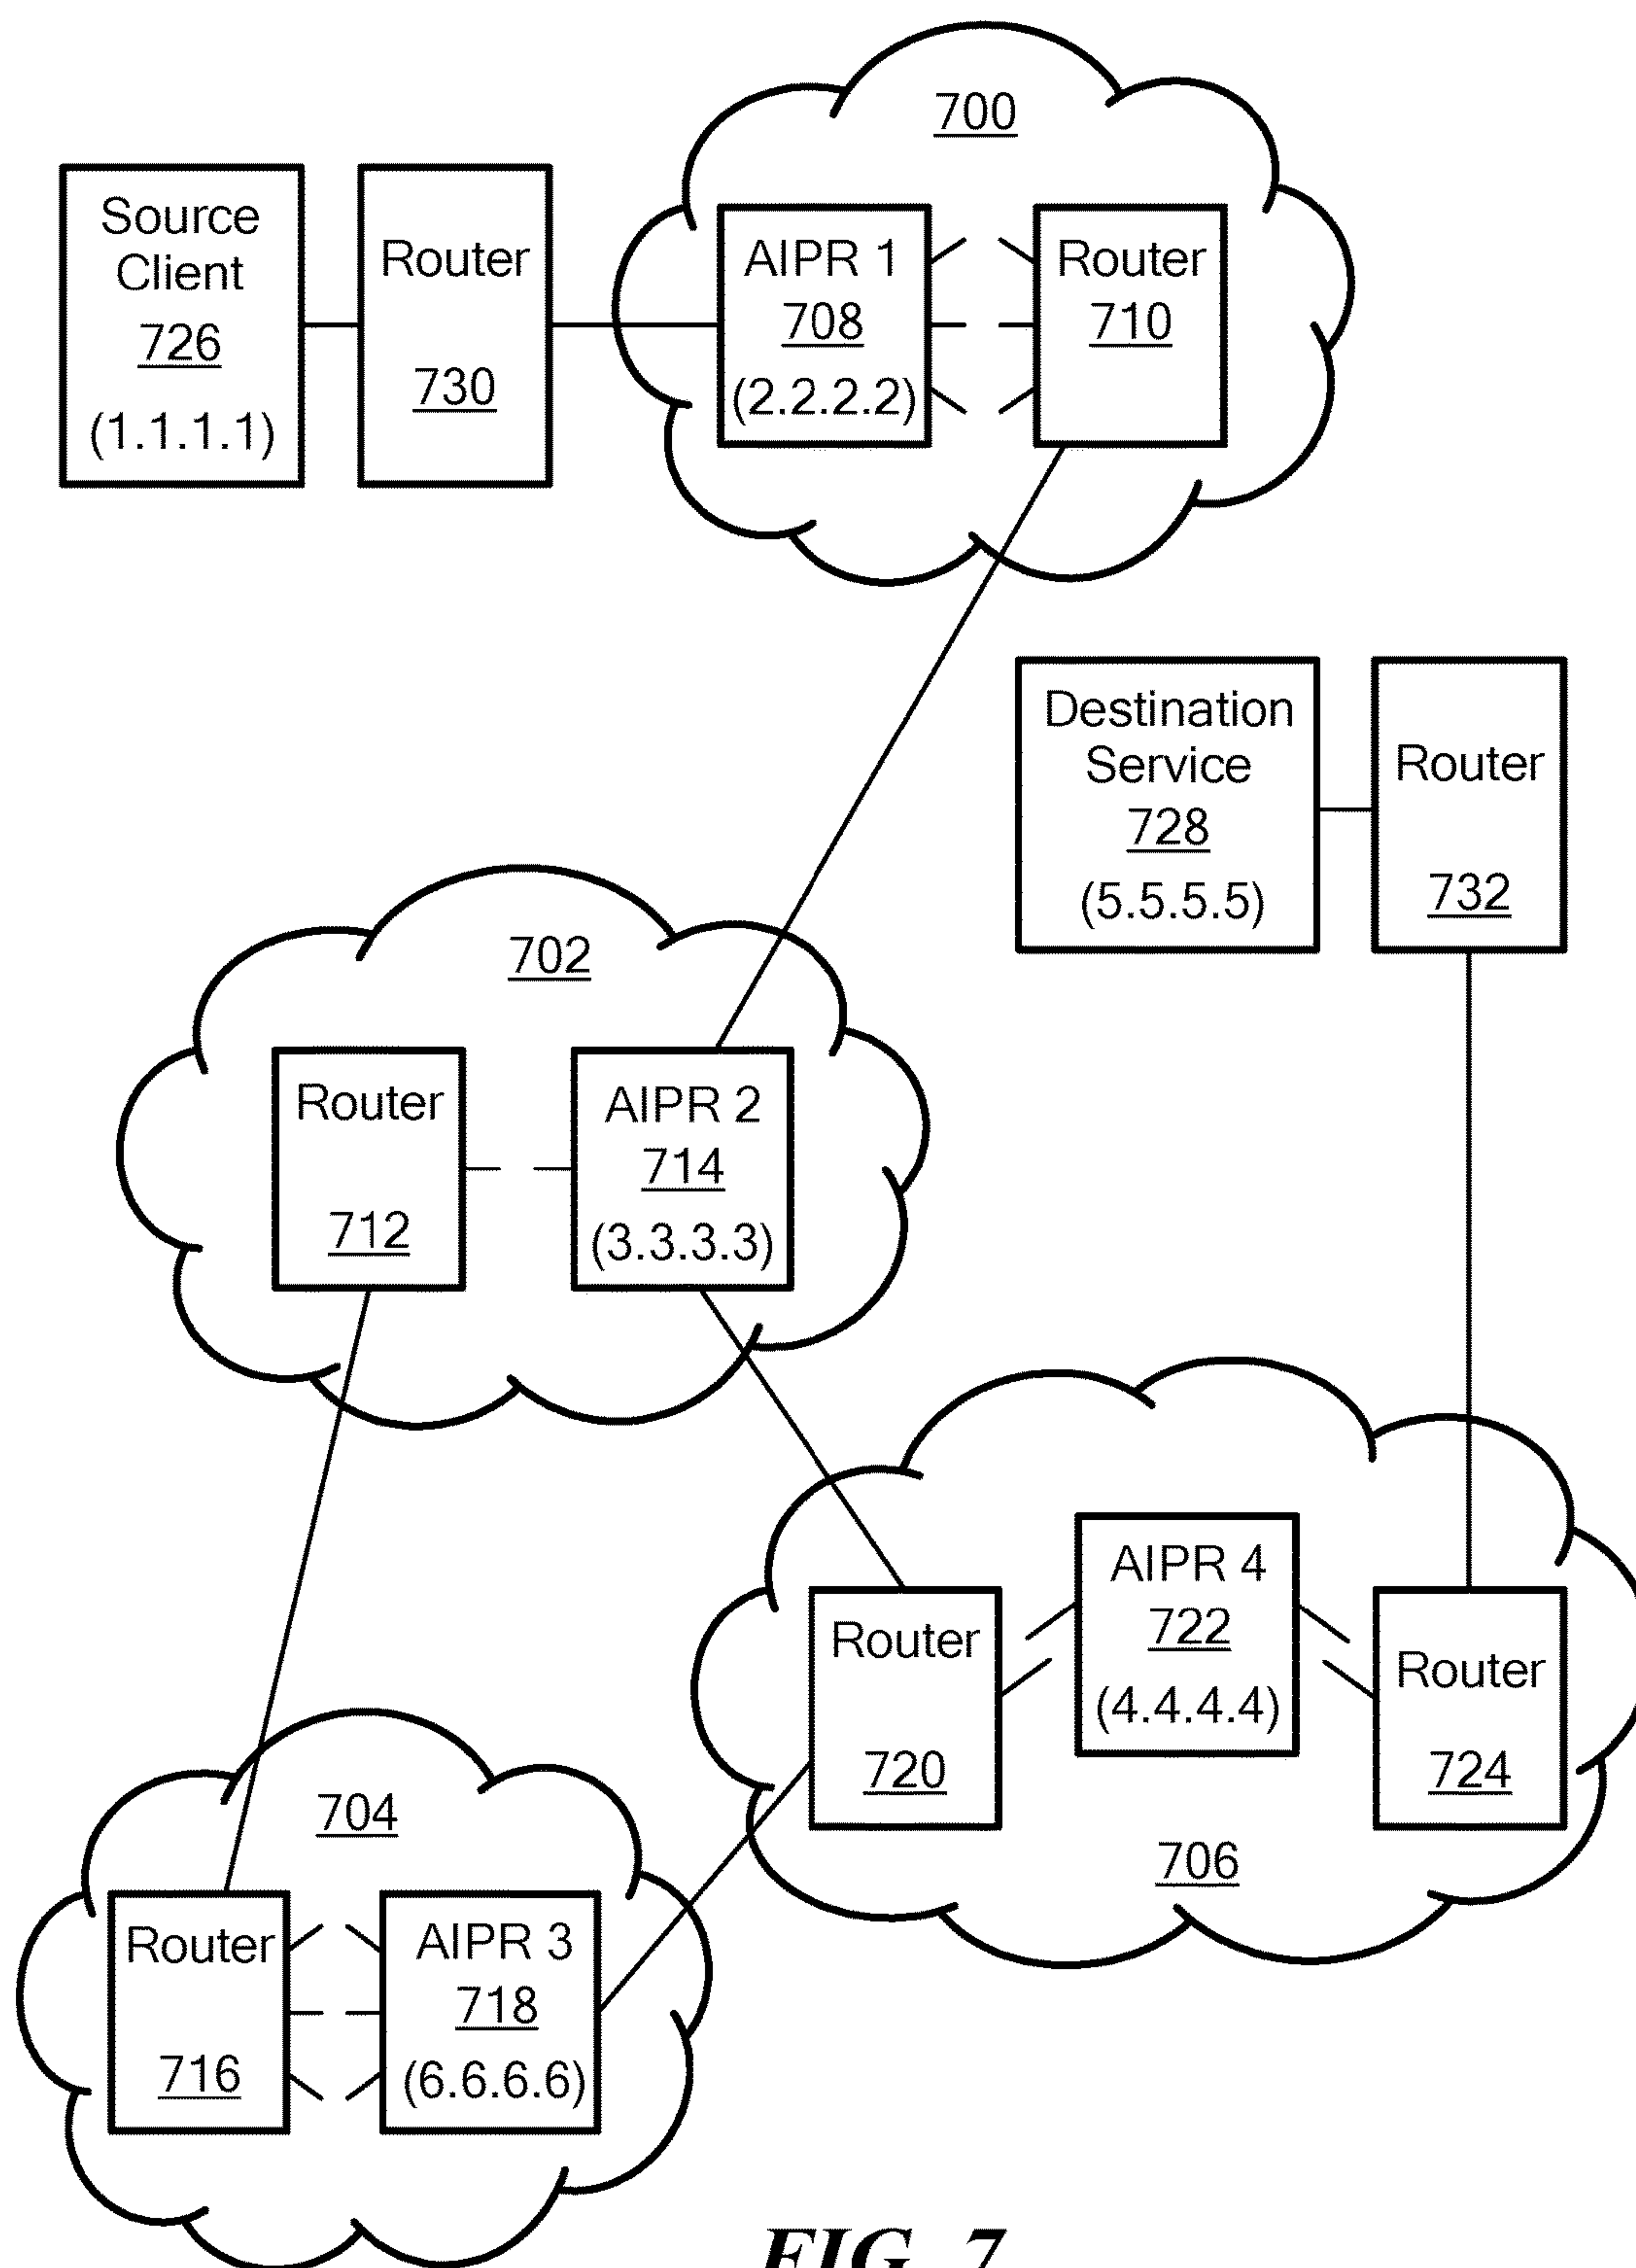 700
Source
Client
726
(1.1.1.1)
Router
730
AIPR 1
708
(2.2.2.2)
Router
710
Destination
Service
728
(5.5.5.5)
Router
732
702
Router
712
AIPR 2
714
(3.3.3.3)
Router
720
AIPR 4
722
(4.4.4.4)
Router
724
706
704
Router
716
AIPR 3
718
(6.6.6.6)
FIG. 7